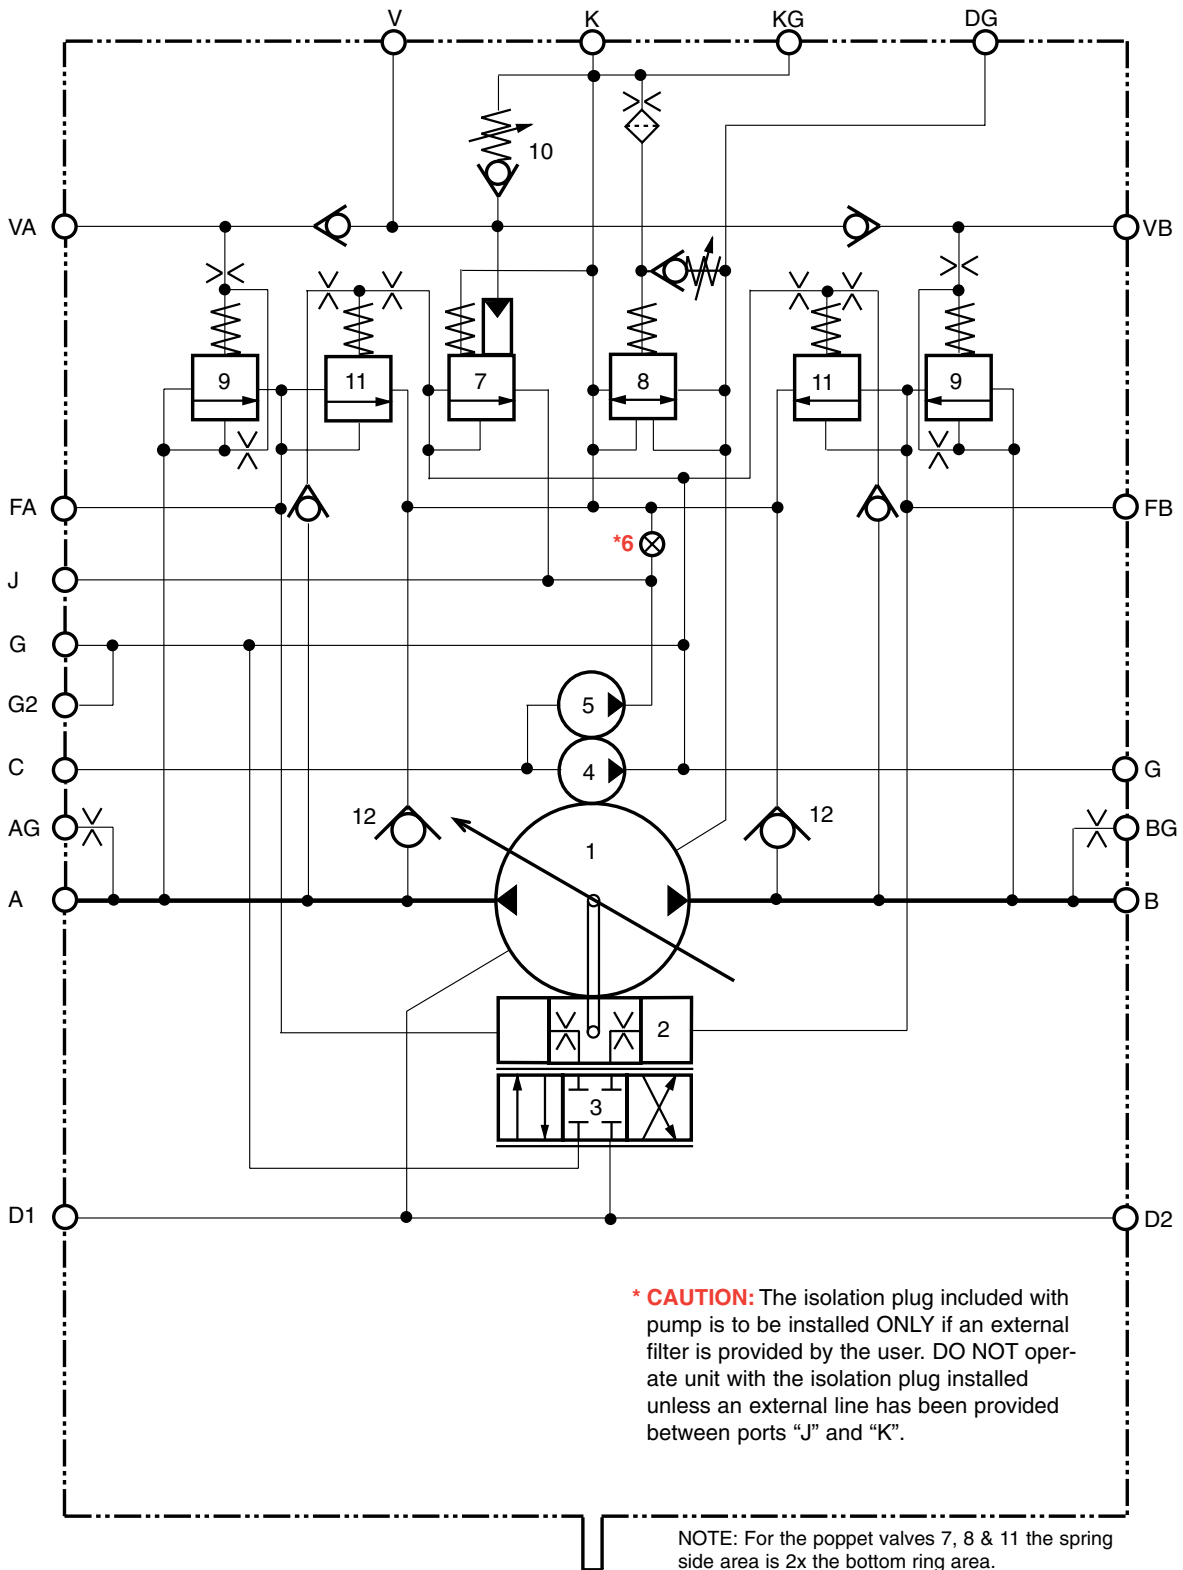 V K KG DG
10
VA VB
9 11 7 8 11 9
FA FB
*6
J
G
G2 5
C 4 G
AG 12 12 BG
1
A B
2
3
D1 D2
* CAUTION: The isolation plug included with
pump is to be installed ONLY if an external
filter is provided by the user. DO NOT oper-
ate unit with the isolation plug installed
unless an external line has been provided
between ports “J” and “K”.
NOTE: For the poppet valves 7, 8 & 11 the spring
side area is 2x the bottom ring area.